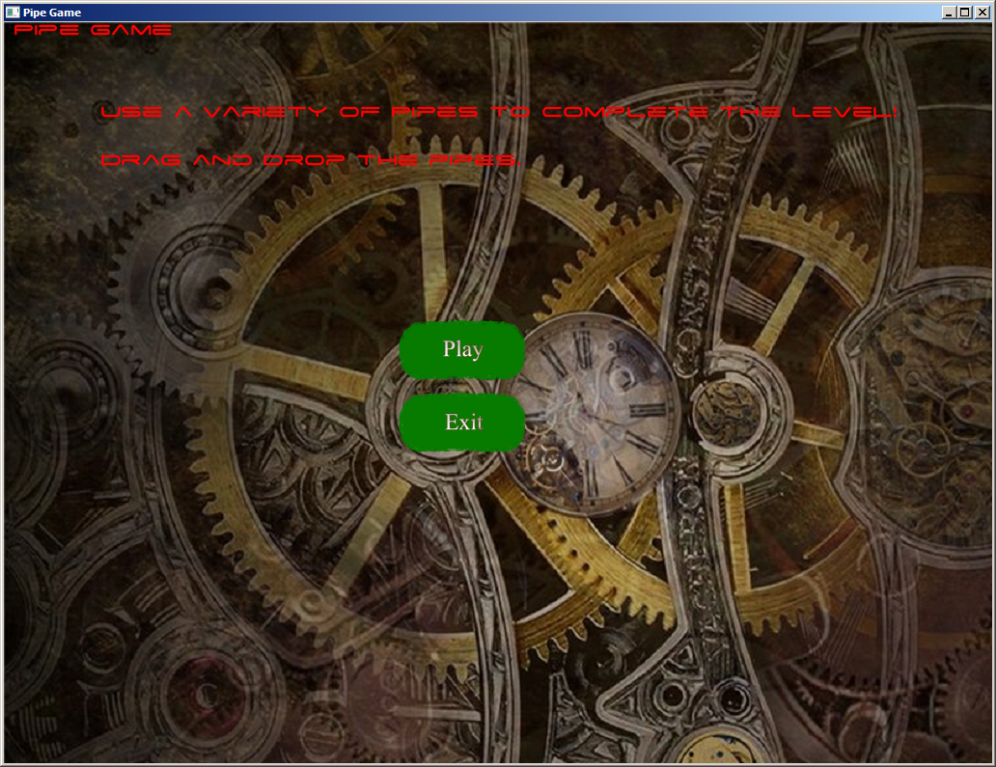 Pipe Game
PIPE GAME
USE A VARIETY OF PIPES TO COMPLETE THE LEVEL!
DRAG AND DROP THE PIPES.
Play
Exit
CONSTANTIN
C